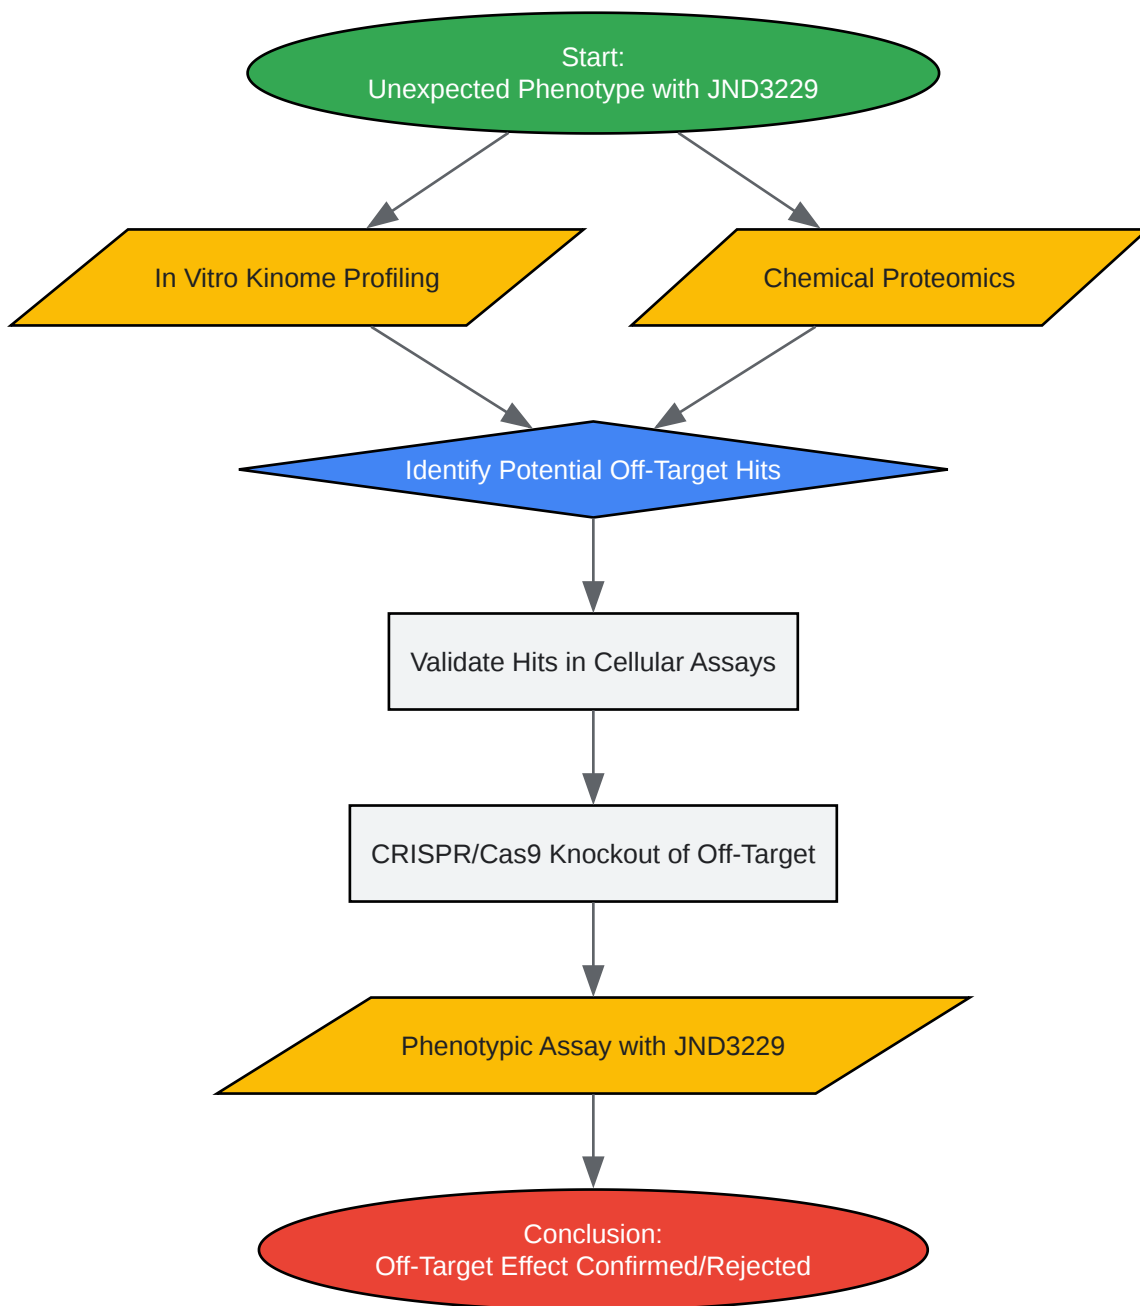 Start:
Unexpected Phenotype with JND3229
In Vitro Kinome Profiling
Chemical Proteomics
Identify Potential Off-Target Hits
Validate Hits in Cellular Assays
CRISPR/Cas9 Knockout of Off-Target
Phenotypic Assay with JND3229
Conclusion:
Off-Target Effect Confirmed/Rejected